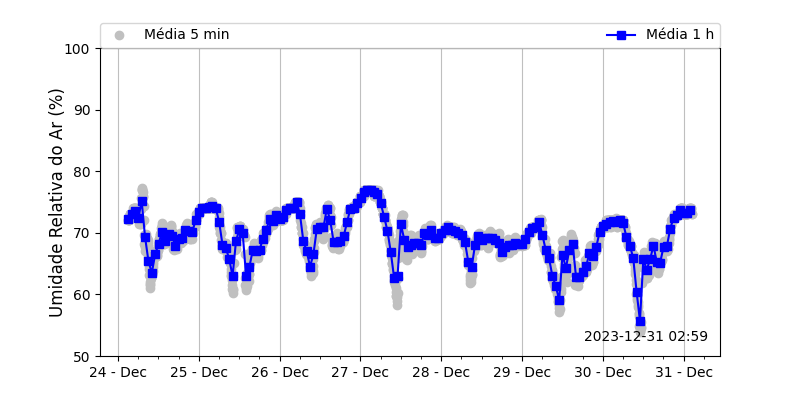 Média 5 min
Média 1 h
Umidade Relativa do Ar (%)
100
90
80
70
60
50
2023-12-31 02:59
24 - Dec
25 - Dec
26 - Dec
27 - Dec
28 - Dec
29 - Dec
30 - Dec
31 - Dec